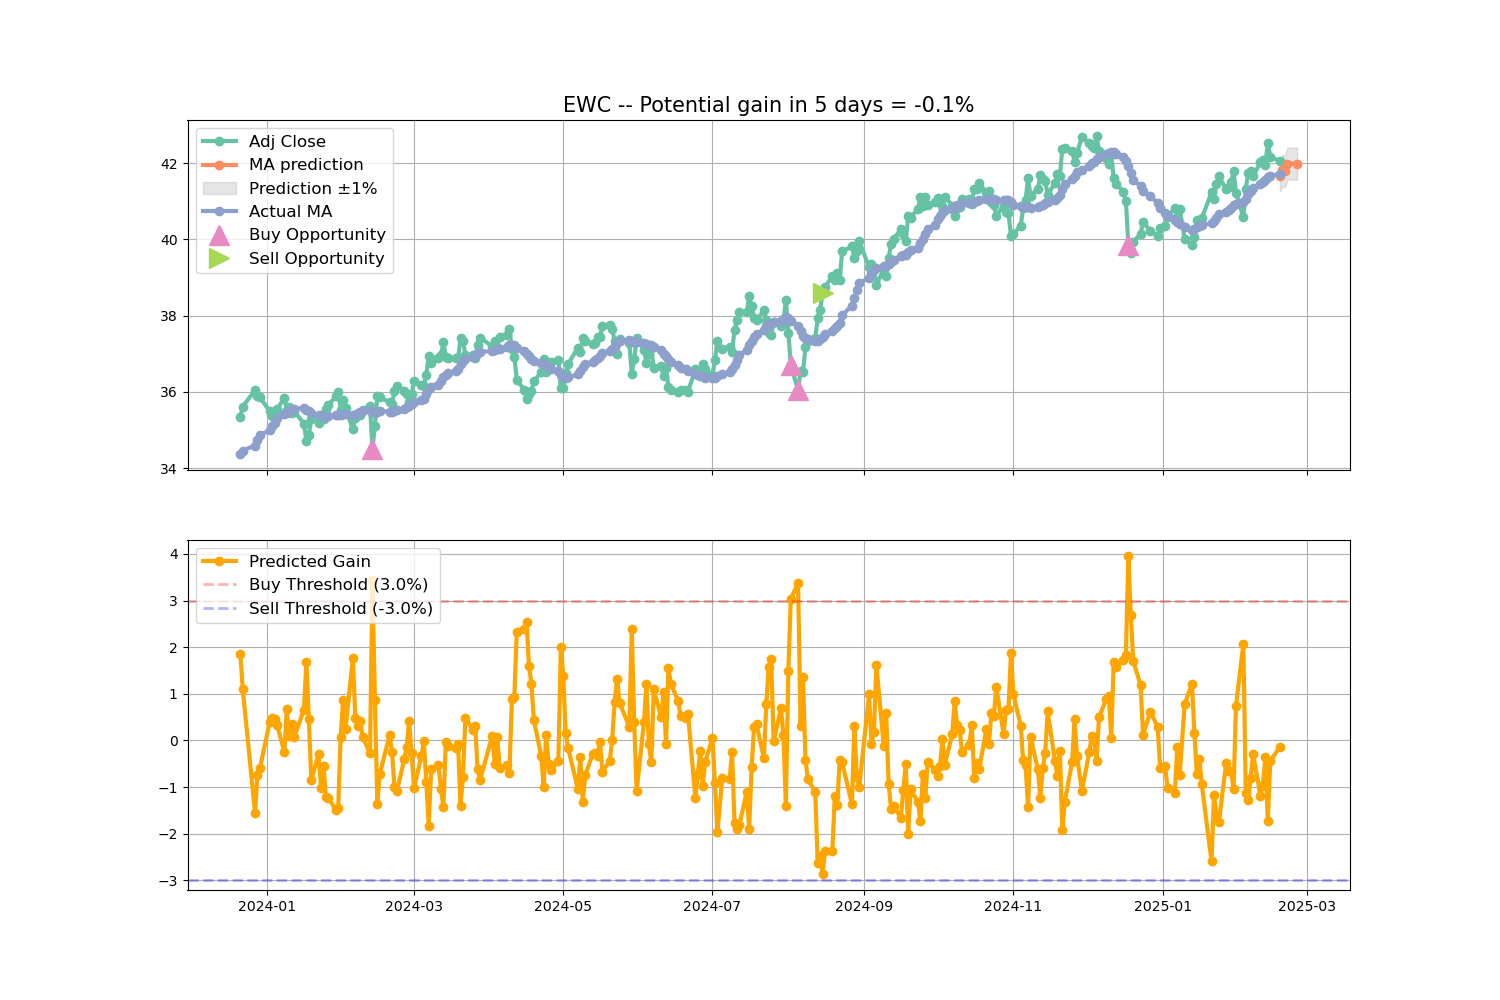 EWC -- Potential gain in 5 days = -0.1%
Adj Close
MA prediction
Prediction ±1%
Actual MA
Buy Opportunity
Sell Opportunity
42
40
38
36
34
Predicted Gain
Buy Threshold (3.0%)
Sell Threshold (-3.0%)
4
3
2
1
0
−1
−2
−3
2024-01 2024-03 2024-05 2024-07 2024-09 2024-11 2025-01 2025-03